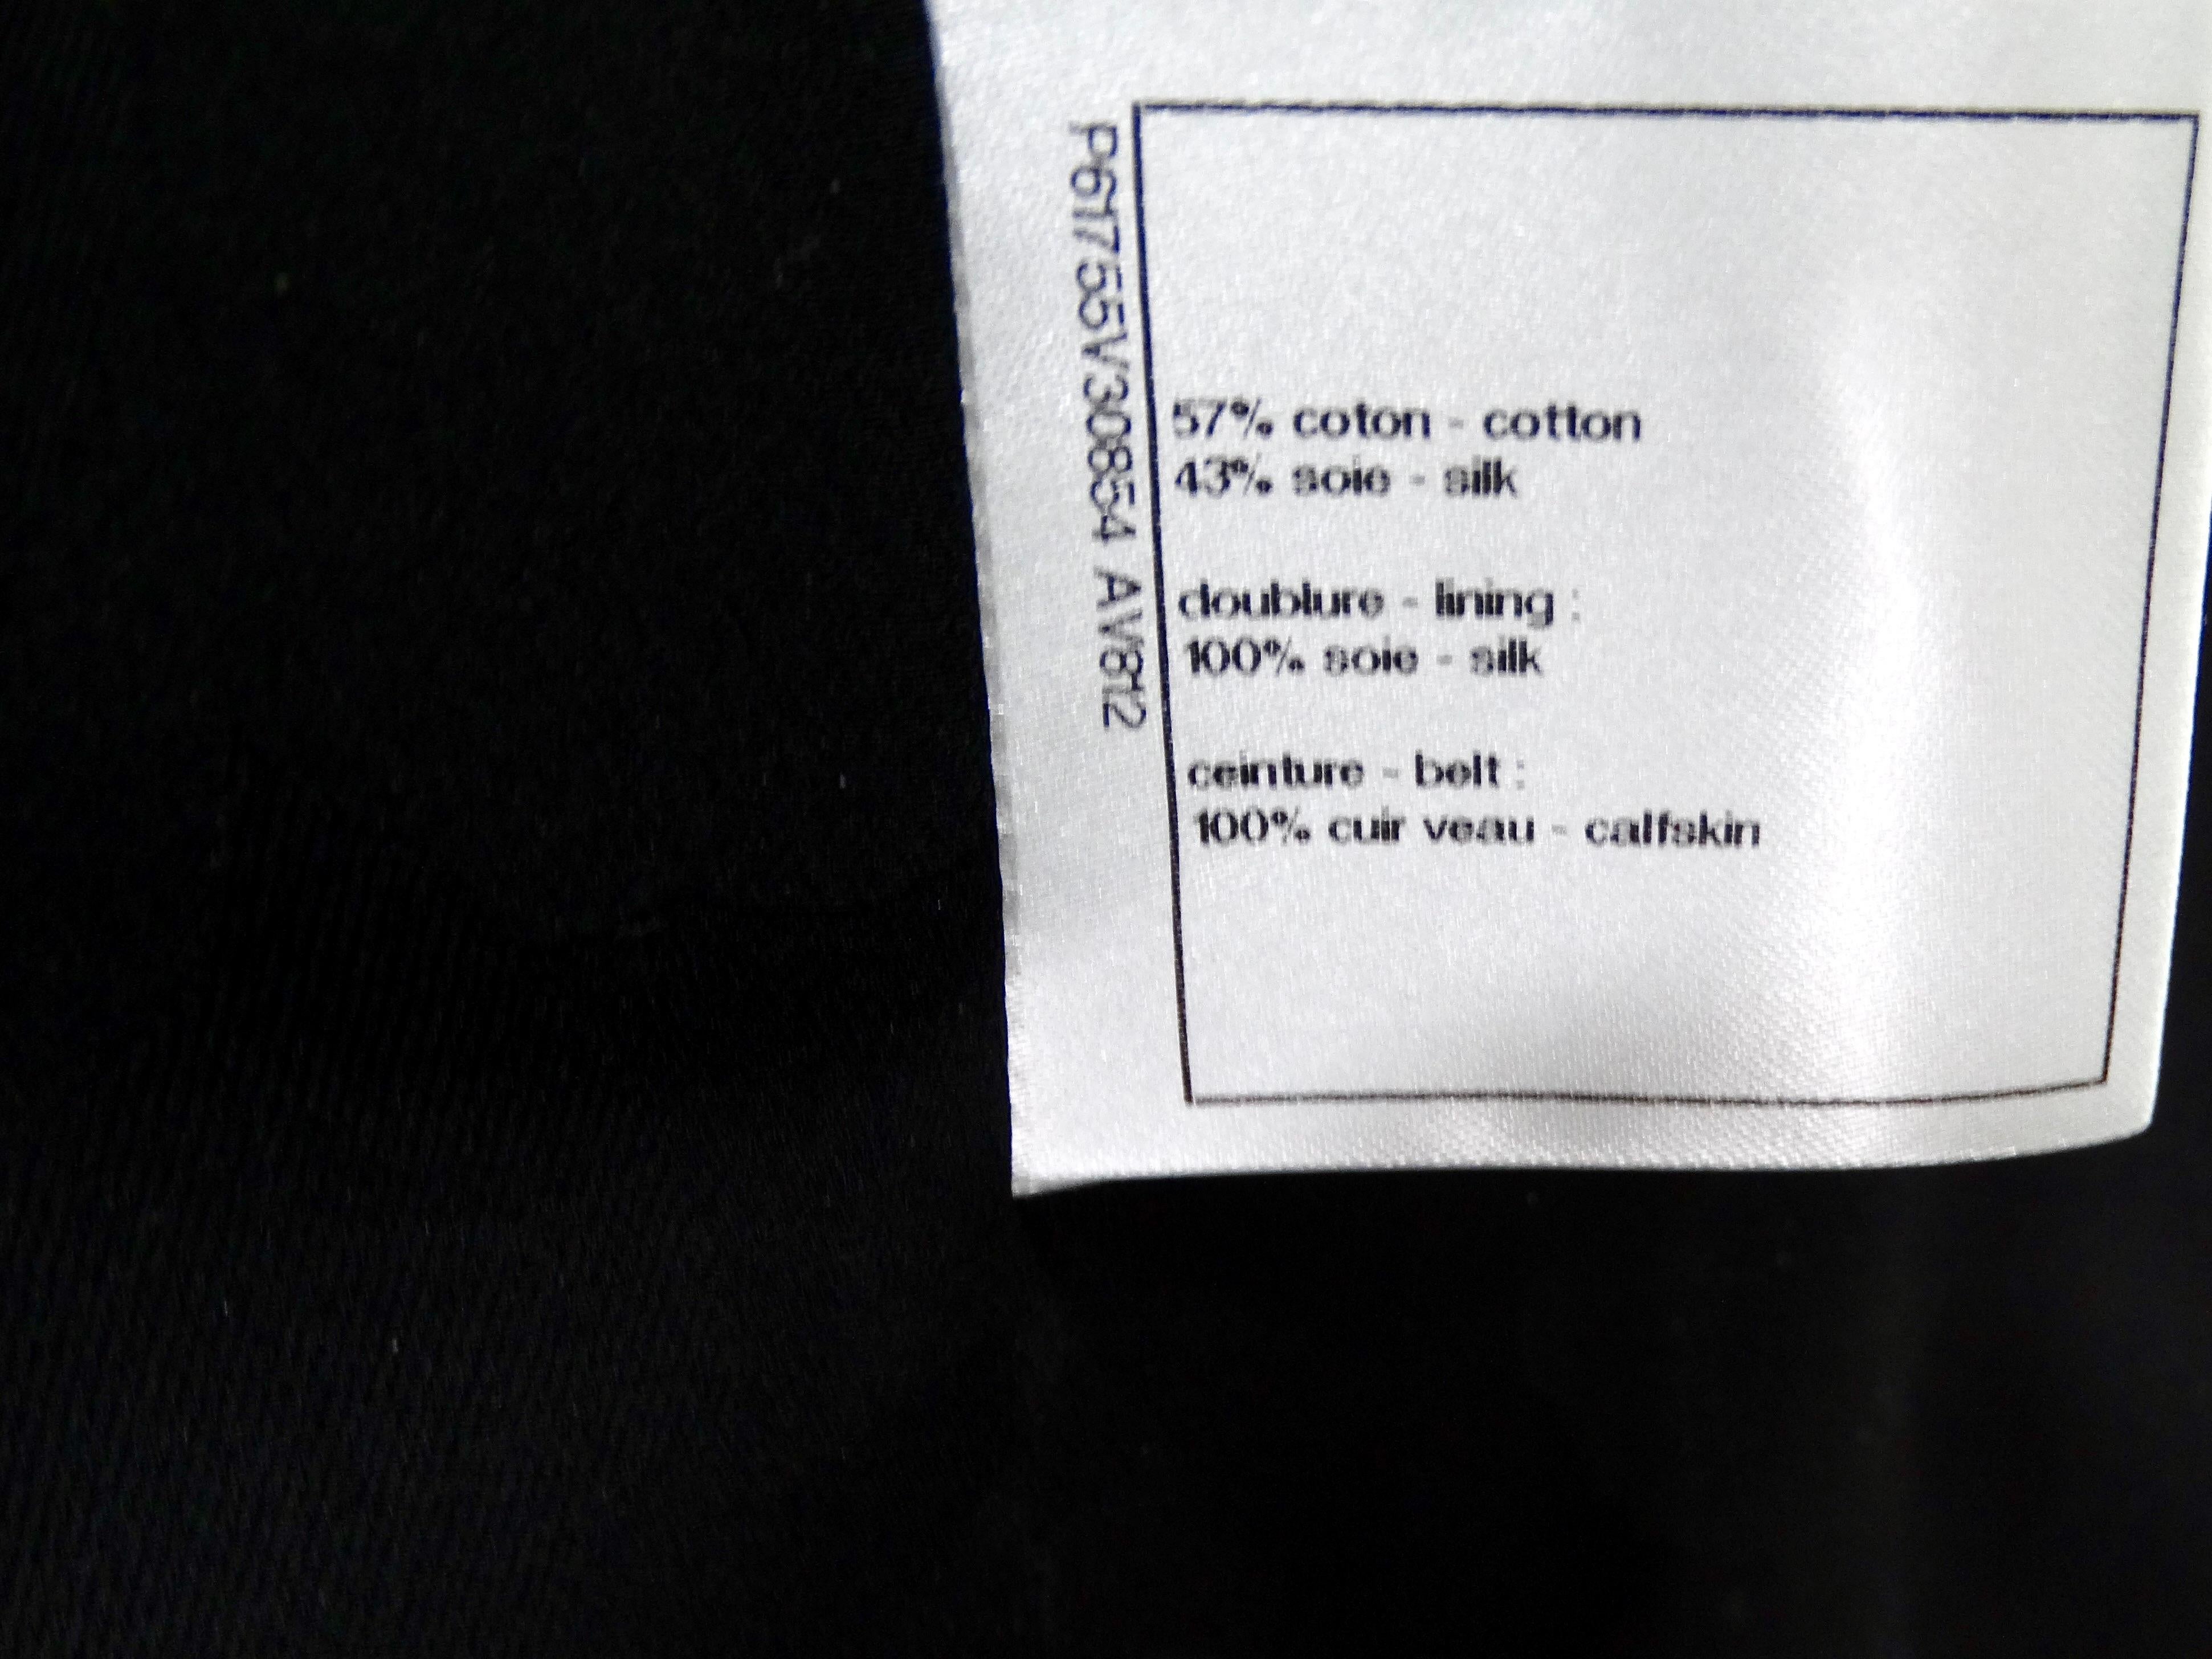 P61755V30854 AV812
57% coton - cotton
43% soie - silk
doublure - lining :
100% soie - silk
ceinture - belt :
100% cuir veau - calfskin